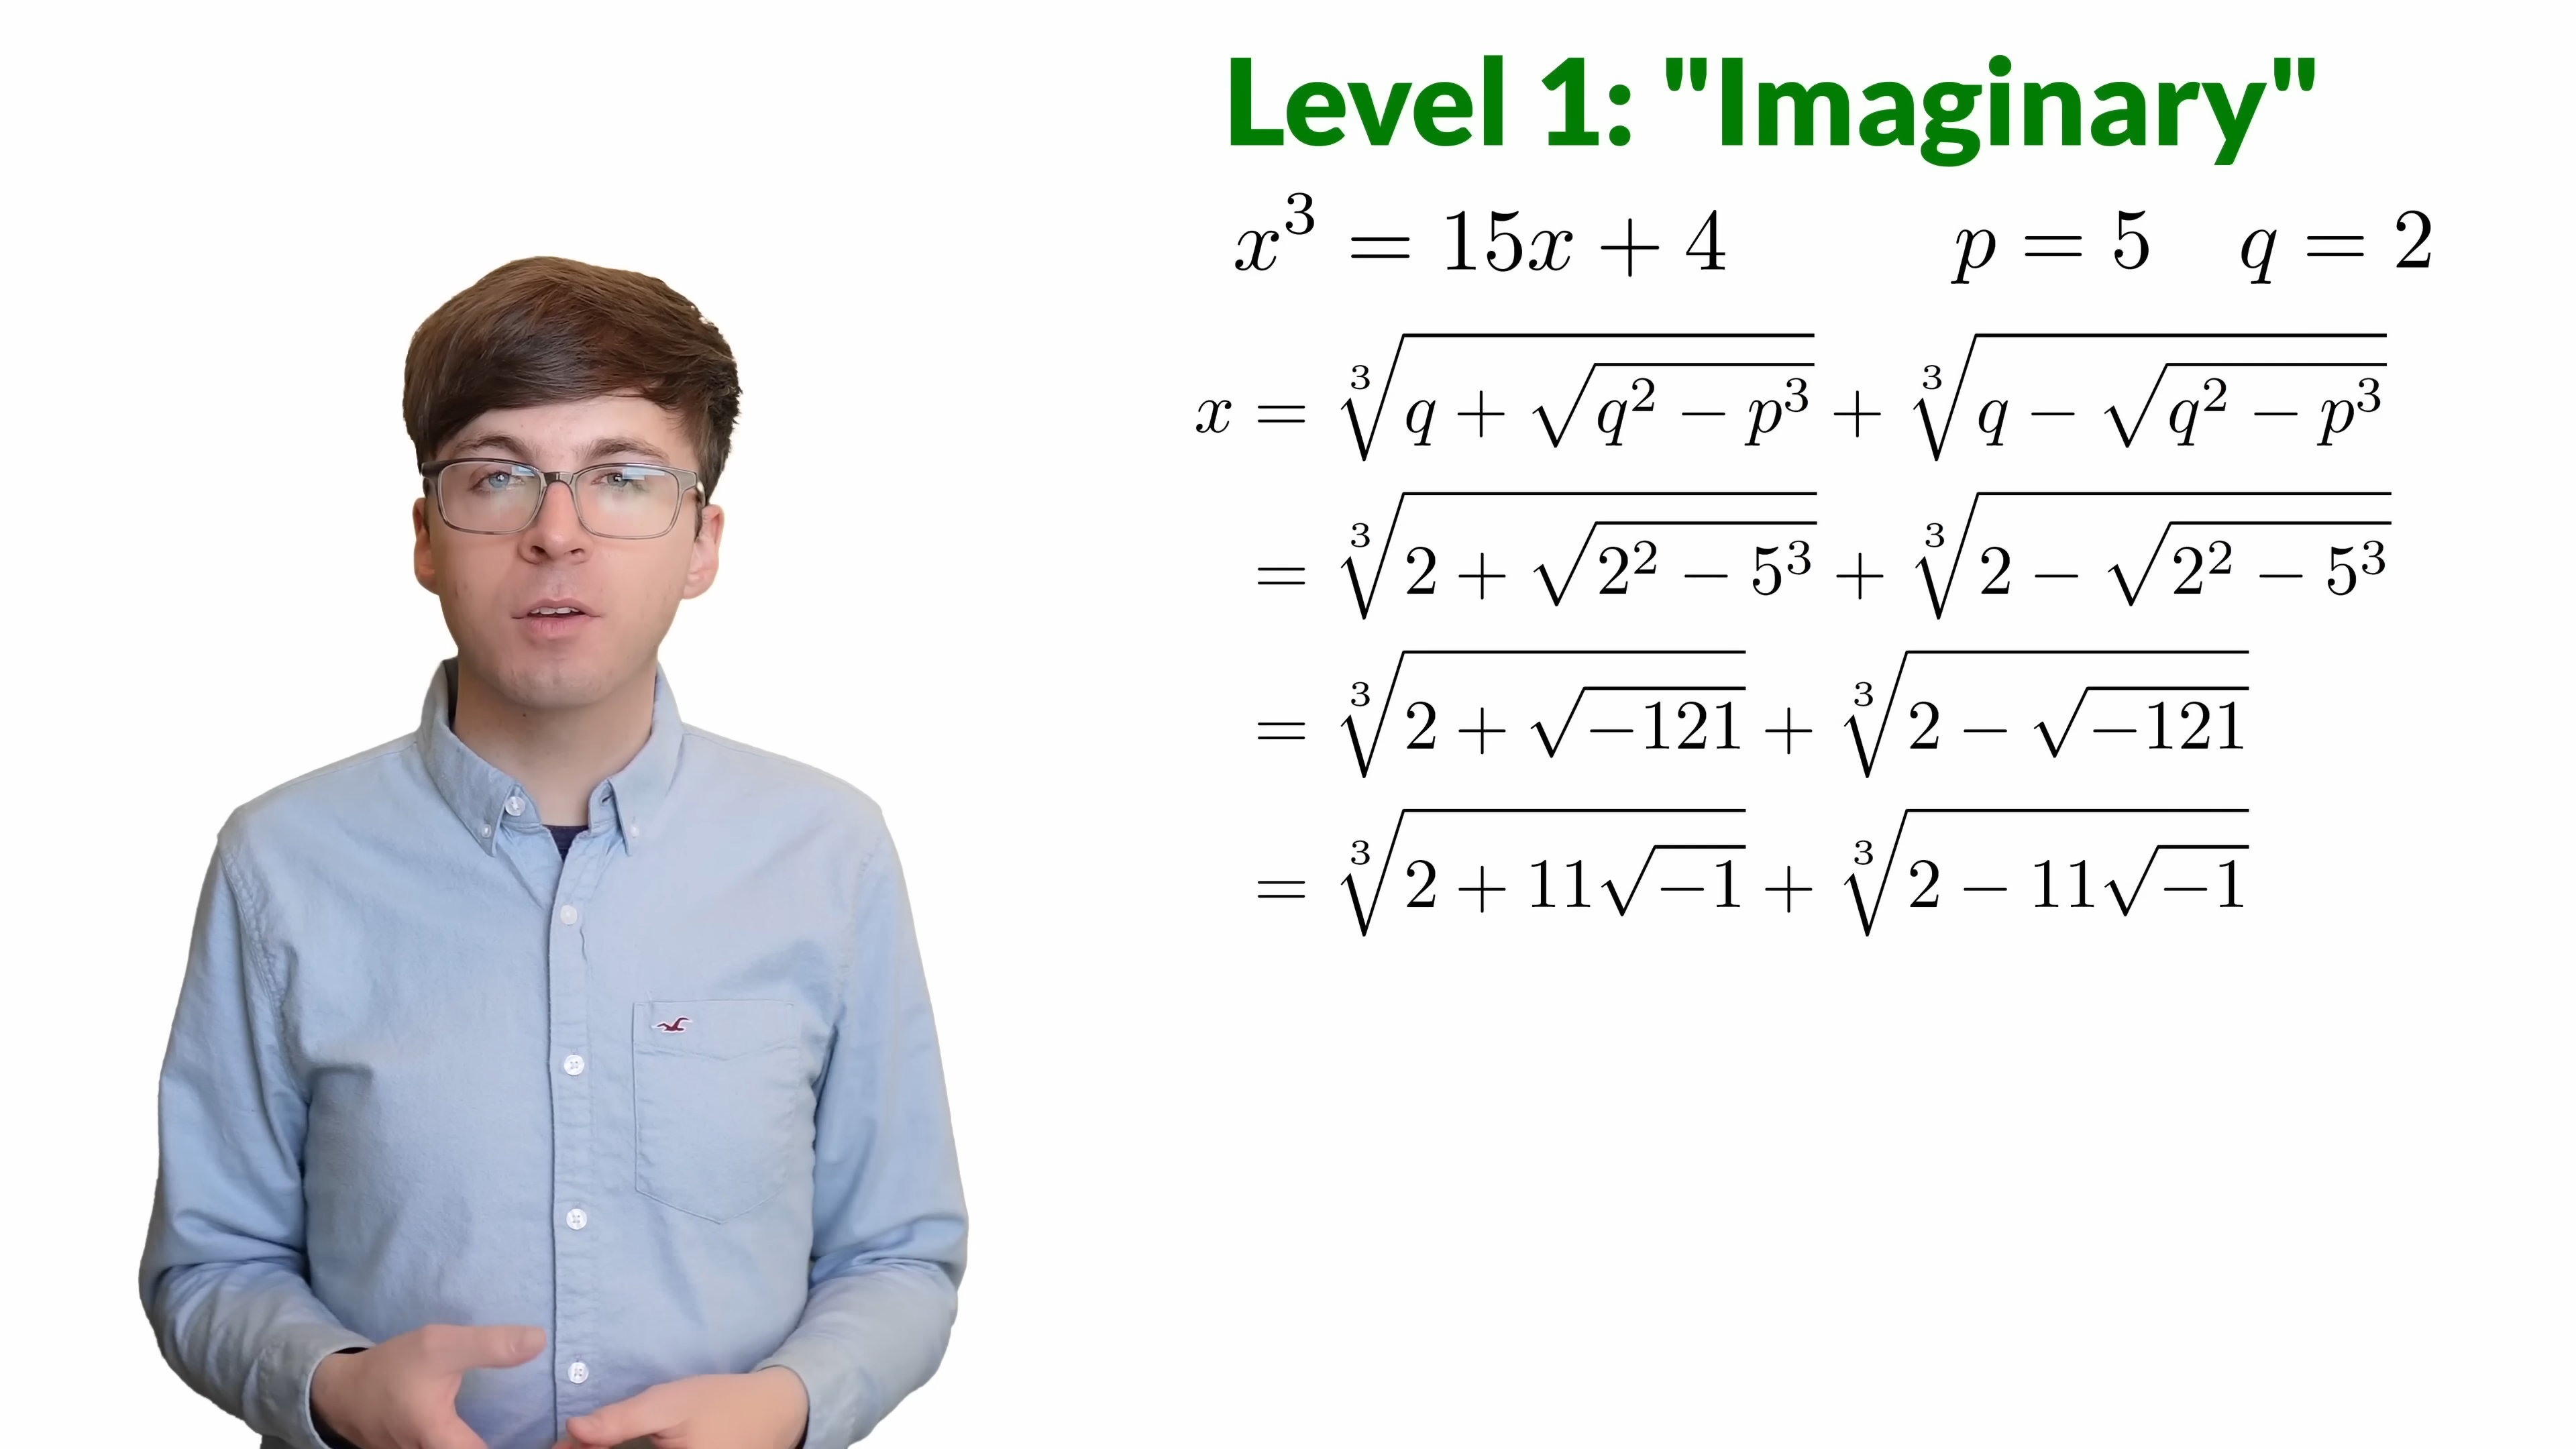 Level 1: "Imaginary"
x³ = 15x + 4 p = 5 q = 2
x = ∛(q + √(q² − p³)) + ∛(q − √(q² − p³))
= ∛(2 + √(2² − 5³)) + ∛(2 − √(2² − 5³))
= ∛(2 + √−121) + ∛(2 − √−121)
= ∛(2 + 11√−1) + ∛(2 − 11√−1)